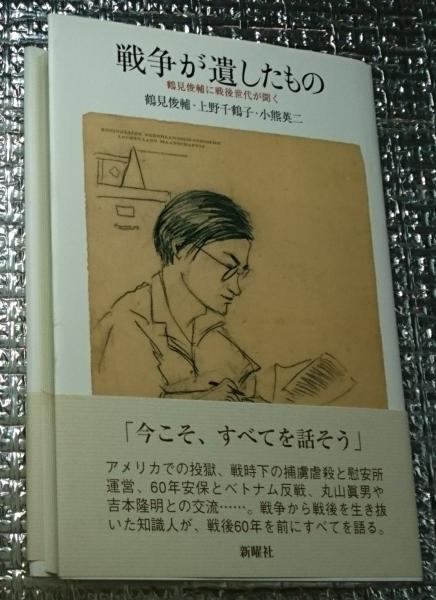 戦争が遺したもの
鶴見俊輔に戦後世代が聞く
鶴見俊輔・上野千鶴子・小熊英二
KONINKLIJKE NEDERLANDSCH-INDISCHE
LUCHTVAART MAATSCHAPPIJ
「今こそ、すべてを話そう」
アメリカでの投獄、戦時下の捕虜虐殺と慰安所
運営、60年安保とベトナム反戦、丸山眞男や
吉本隆明との交流……。戦争から戦後を生き抜
いた知識人が、戦後60年を前にすべてを語る。
新曜社